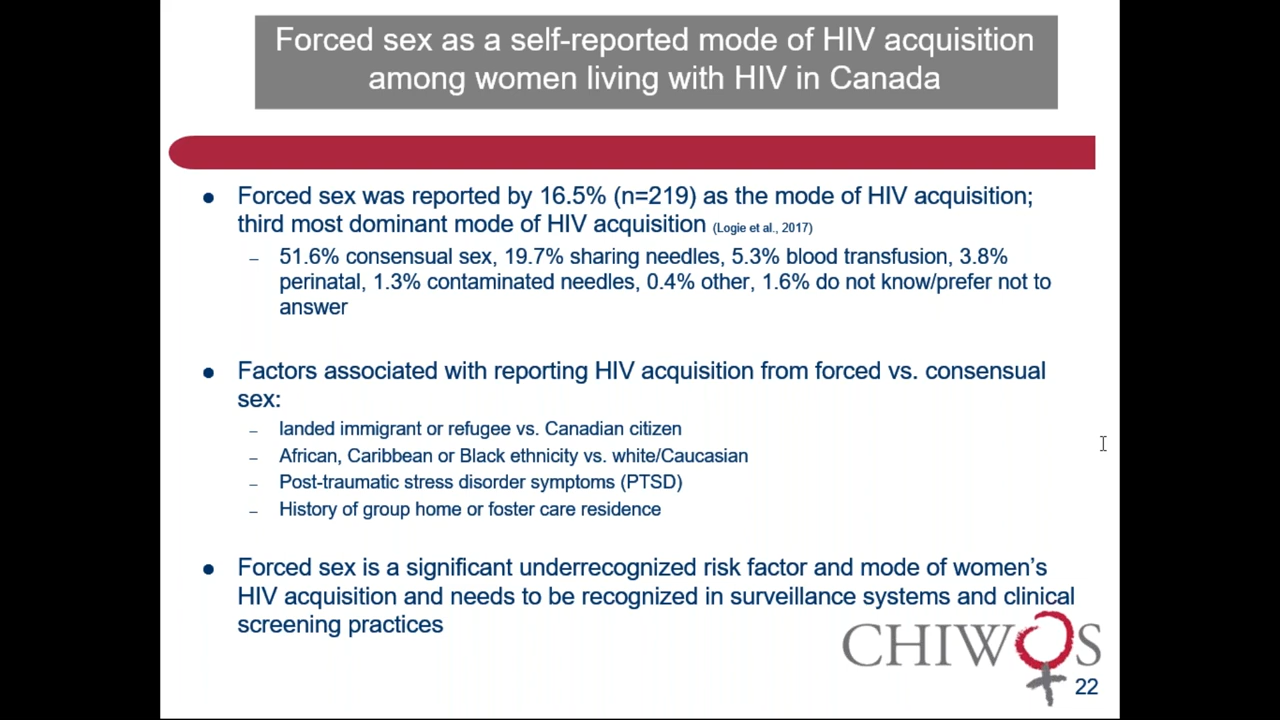 Forced sex as a self-reported mode of HIV acquisition
among women living with HIV in Canada
● Forced sex was reported by 16.5% (n=219) as the mode of HIV acquisition;
third most dominant mode of HIV acquisition (Logie et al., 2017)
– 51.6% consensual sex, 19.7% sharing needles, 5.3% blood transfusion, 3.8%
perinatal, 1.3% contaminated needles, 0.4% other, 1.6% do not know/prefer not to
answer
● Factors associated with reporting HIV acquisition from forced vs. consensual
sex:
– landed immigrant or refugee vs. Canadian citizen
– African, Caribbean or Black ethnicity vs. white/Caucasian
– Post-traumatic stress disorder symptoms (PTSD)
– History of group home or foster care residence
● Forced sex is a significant underrecognized risk factor and mode of women's
HIV acquisition and needs to be recognized in surveillance systems and clinical
screening practices
CHIWOS
22